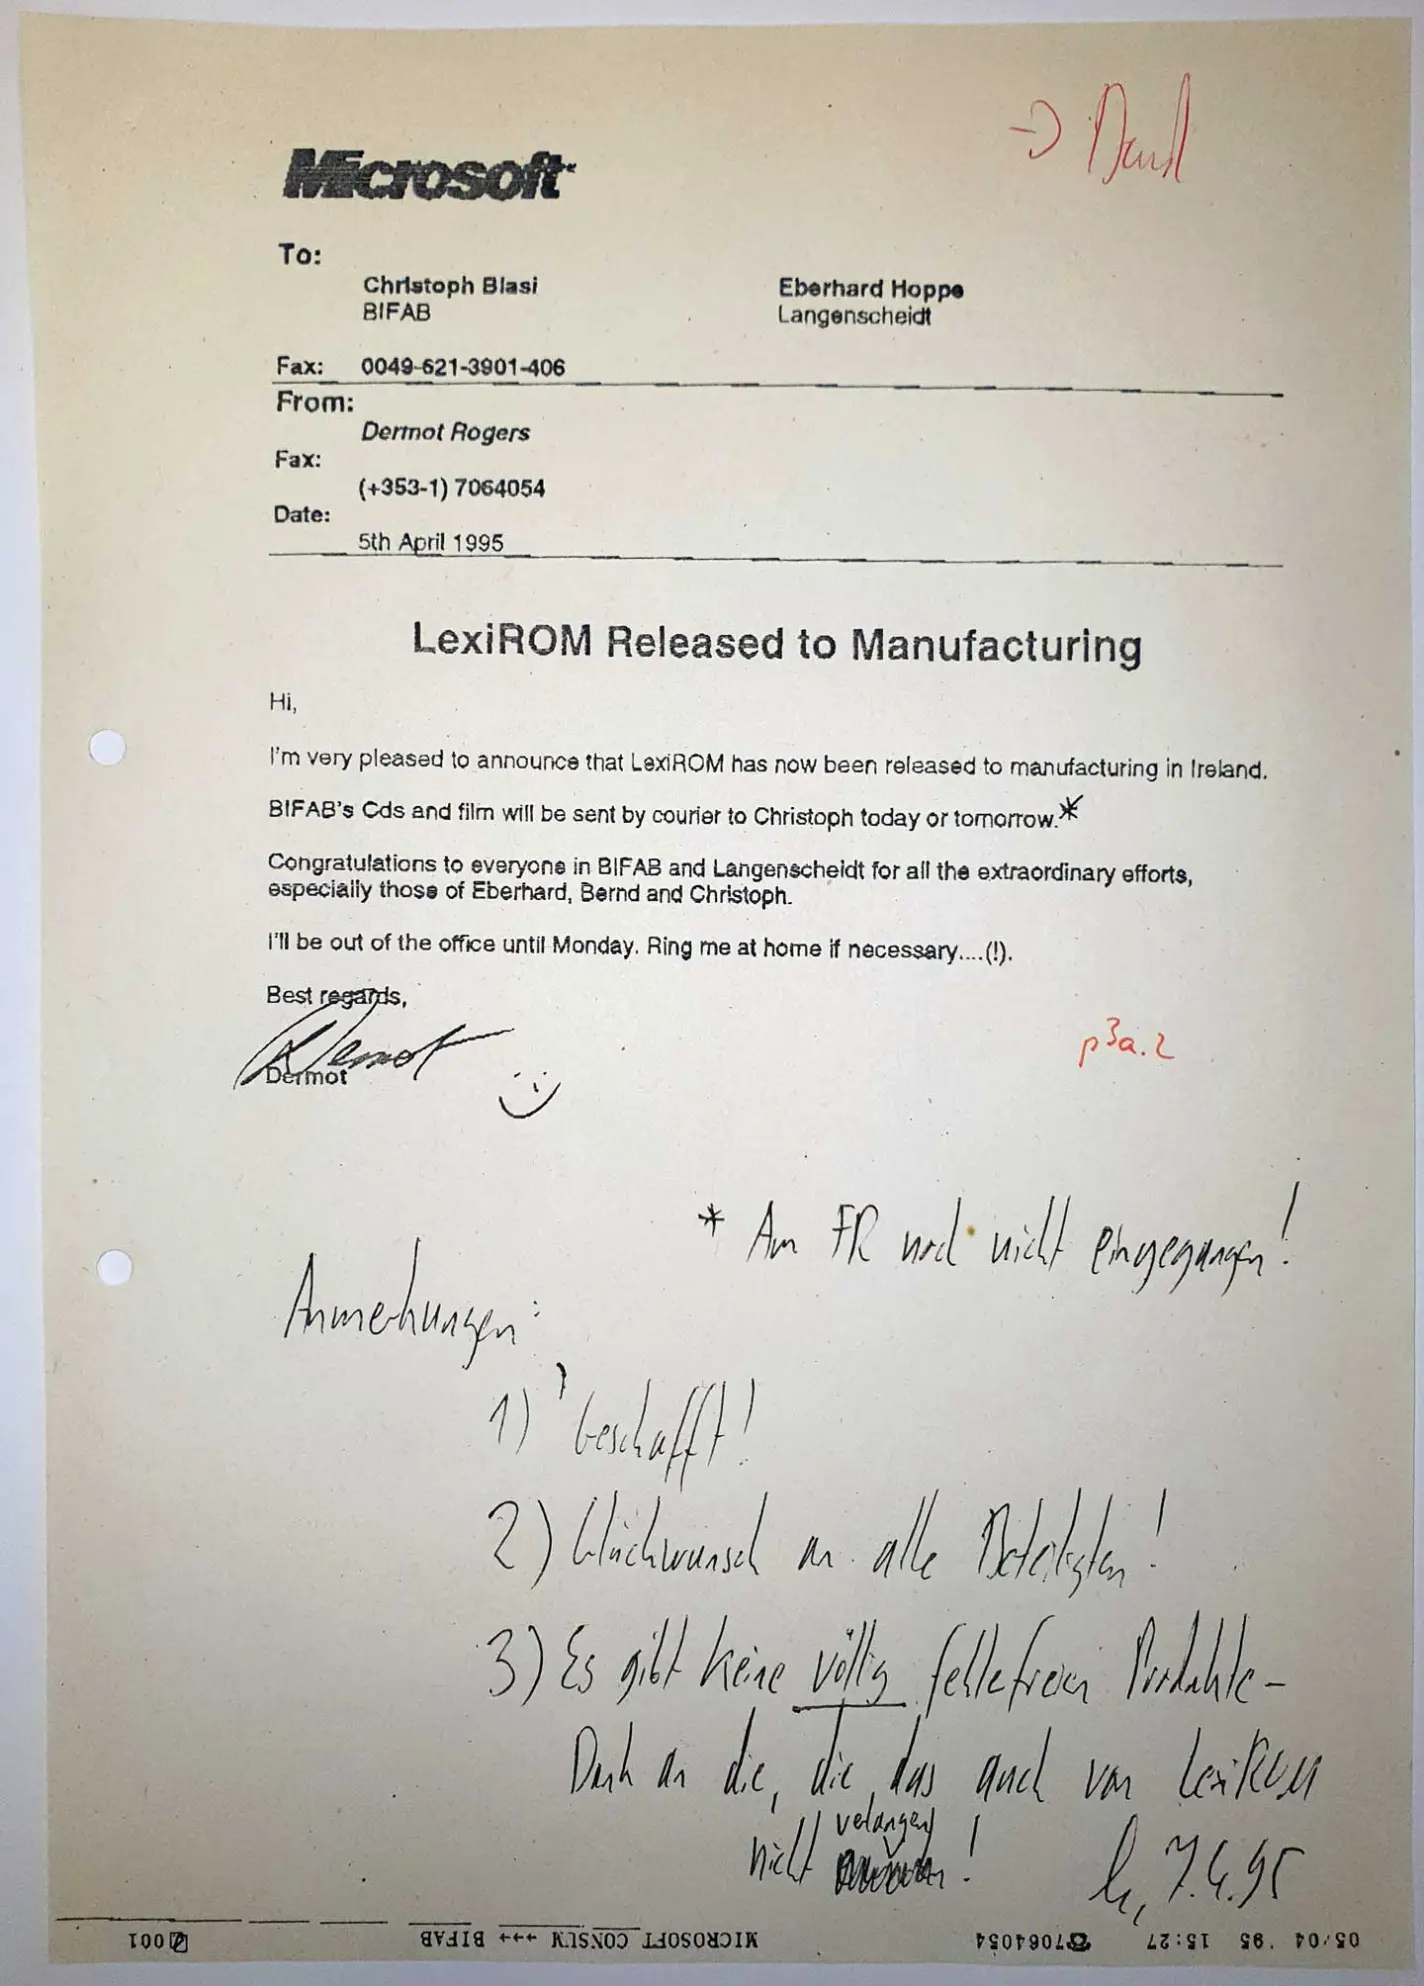 Microsoft
To:
Christoph Blasi Eberhard Hoppe
BIFAB Langenscheidt
Fax: 0049-621-3901-406
From:
Dermot Rogers
Fax:
(+353-1) 7064054
Date:
5th April 1995
LexiROM Released to Manufacturing
Hi,
I'm very pleased to announce that LexiROM has now been released to manufacturing in Ireland.
BIFAB's Cds and film will be sent by courier to Christoph today or tomorrow.*
Congratulations to everyone in BIFAB and Langenscheidt for all the extraordinary efforts,
especially those of Eberhard, Bernd and Christoph.
I'll be out of the office until Monday. Ring me at home if necessary....(!).
Best regards,
Dermot
Dermot
p3a.2
* Am FR noch nicht eingegangen!
Anmerkungen:
1) Geschafft!
2) Glückwunsch an alle Beteiligten!
3) Es gibt keine völlig fehlerfreien Produkte -
Dank an die, die das auch von LexiROM
nicht verlangen!
7.4.95
05/04 '95 15:27 ☎7064054 MICROSOFT CONSUM →→→ BIFAB 001